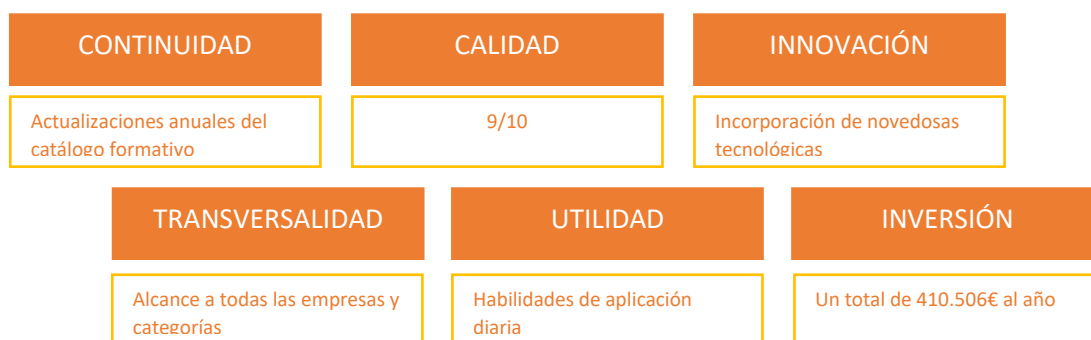 CONTINUIDAD
CALIDAD
INNOVACIÓN
Actualizaciones anuales del
catálogo formativo
9/10
Incorporación de novedosas
tecnológicas
TRANSVERSALIDAD
UTILIDAD
INVERSIÓN
Alcance a todas las empresas y
categorías
Habilidades de aplicación
diaria
Un total de 410.506€ al año